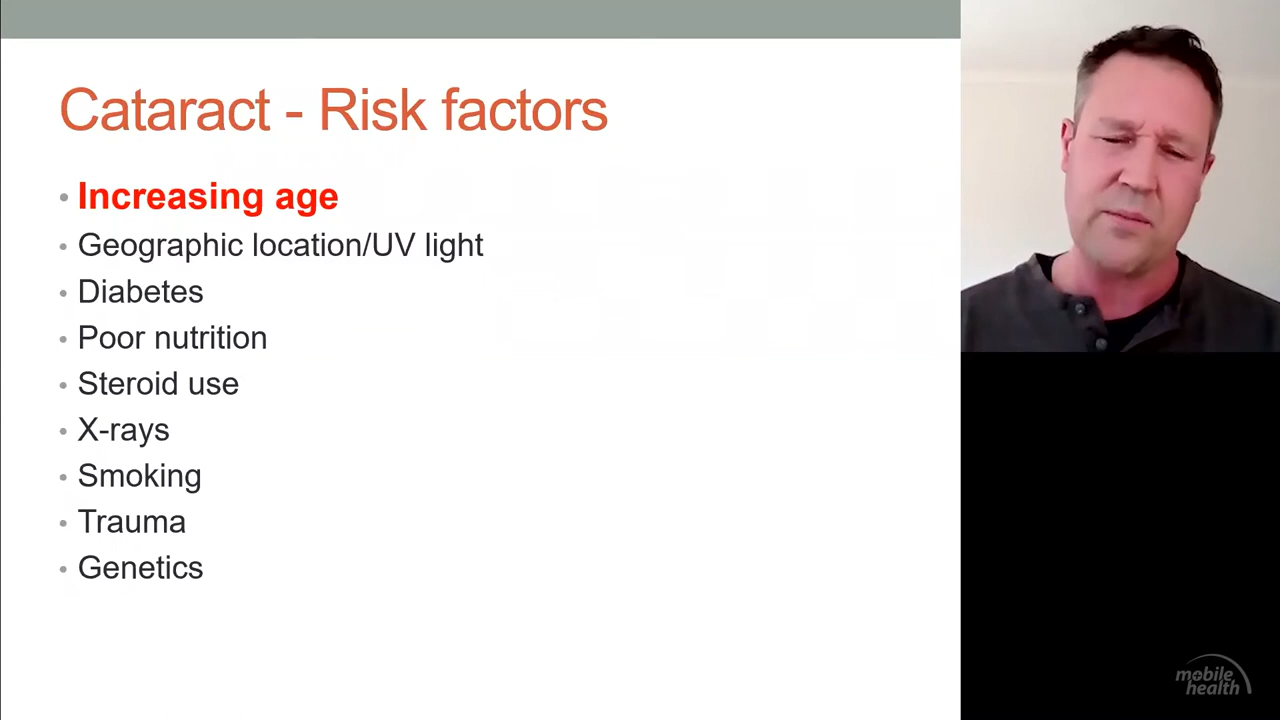 Cataract - Risk factors
• Increasing age
• Geographic location/UV light
• Diabetes
• Poor nutrition
• Steroid use
• X-rays
• Smoking
• Trauma
• Genetics
mobile
health